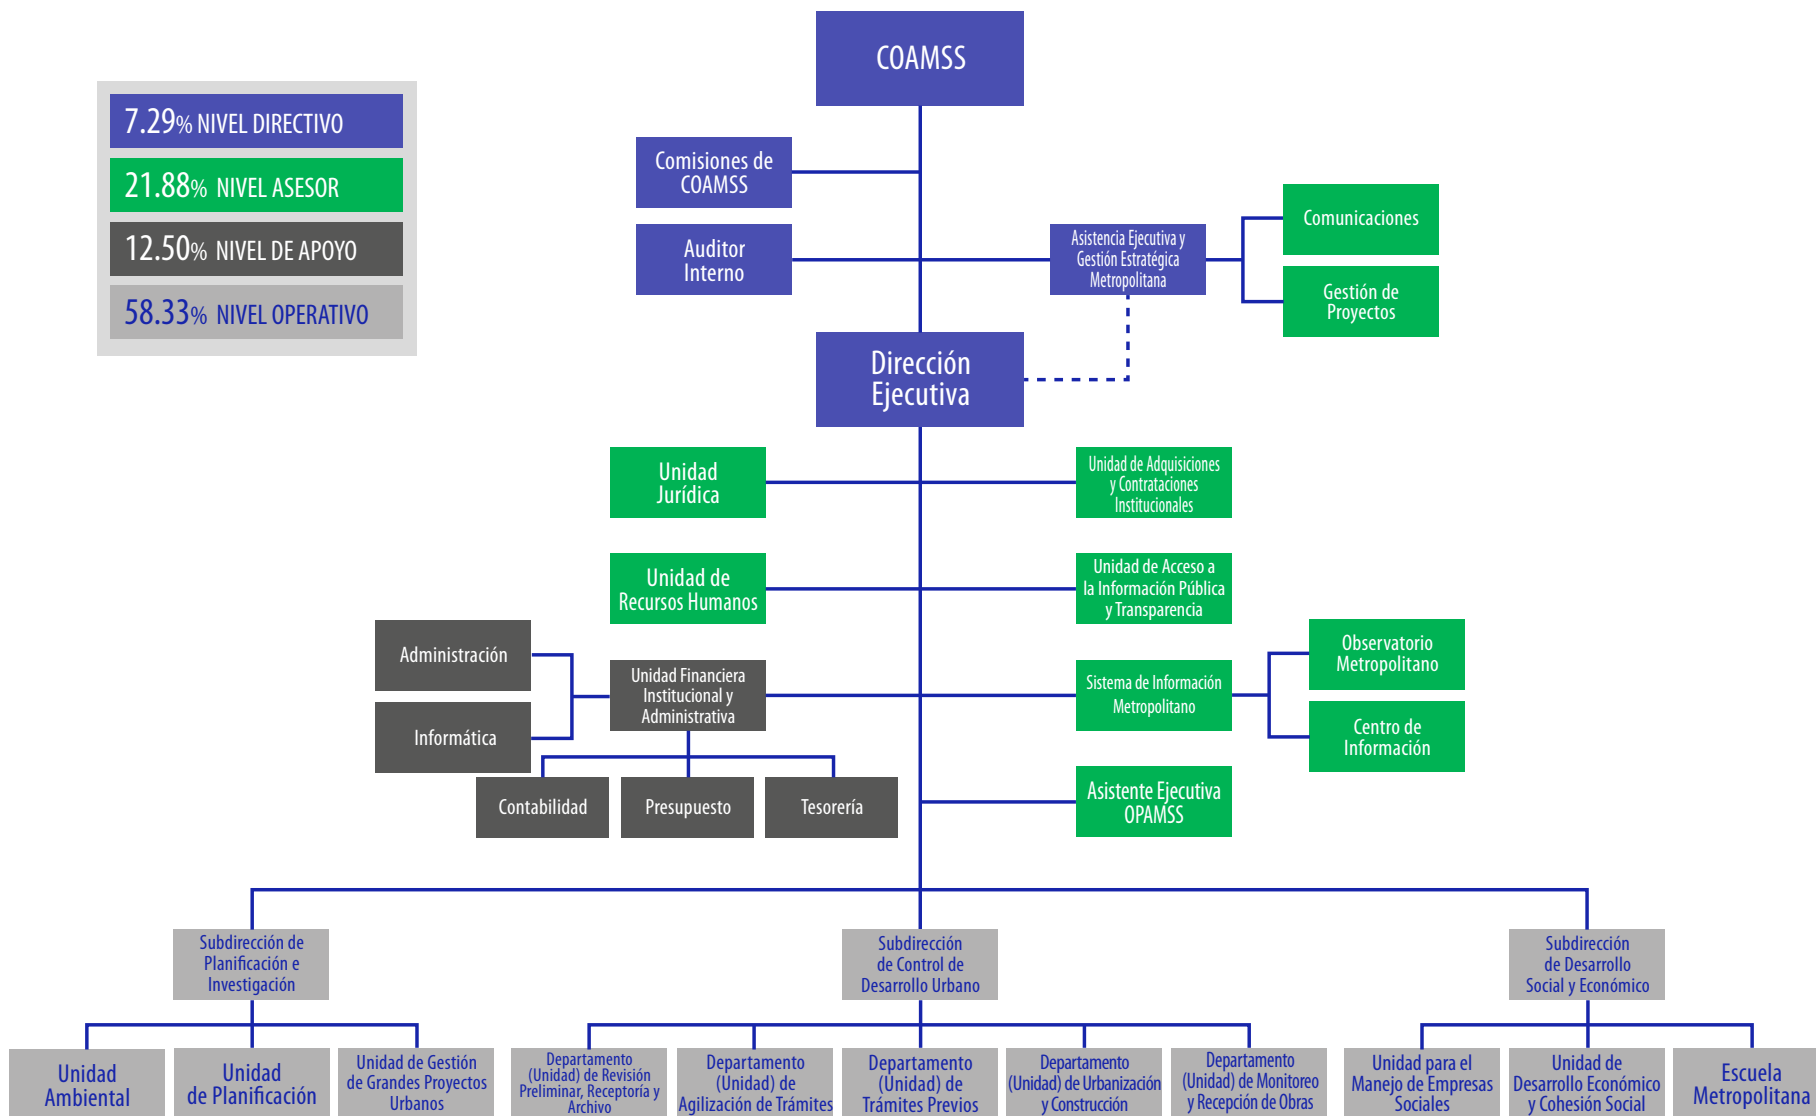 COAMSS
7.29% NIVEL DIRECTIVO
21.88% NIVEL ASESOR
12.50% NIVEL DE APOYO
58.33% NIVEL OPERATIVO
Comisiones de
COAMSS
Auditor
Interno
Asistencia Ejecutiva y
Gestión Estratégica
Metropolitana
Comunicaciones
Gestión de
Proyectos
Dirección
Ejecutiva
Unidad
Jurídica
Unidad de Adquisiciones
y Contrataciones
Institucionales
Unidad de
Recursos Humanos
Unidad de Acceso a
la Información Pública
y Transparencia
Administración
Informática
Unidad Financiera
Institucional y
Administrativa
Sistema de Información
Metropolitano
Observatorio
Metropolitano
Centro de
Información
Contabilidad
Presupuesto
Tesorería
Asistente Ejecutiva
OPAMSS
Subdirección de
Planificación e
Investigación
Subdirección
de Control de
Desarrollo Urbano
Subdirección
de Desarrollo
Social y Económico
Unidad
Ambiental
Unidad
de Planificación
Unidad de Gestión
de Grandes Proyectos
Urbanos
Departamento
(Unidad) de Revisión
Preliminar, Receptoría y
Archivo
Departamento
(Unidad) de
Agilización de Trámites
Departamento
(Unidad) de
Trámites Previos
Departamento
(Unidad) de Urbanización
y Construcción
Departamento
(Unidad) de Monitoreo
y Recepción de Obras
Unidad para el
Manejo de Empresas
Sociales
Unidad de
Desarrollo Económico
y Cohesión Social
Escuela
Metropolitana